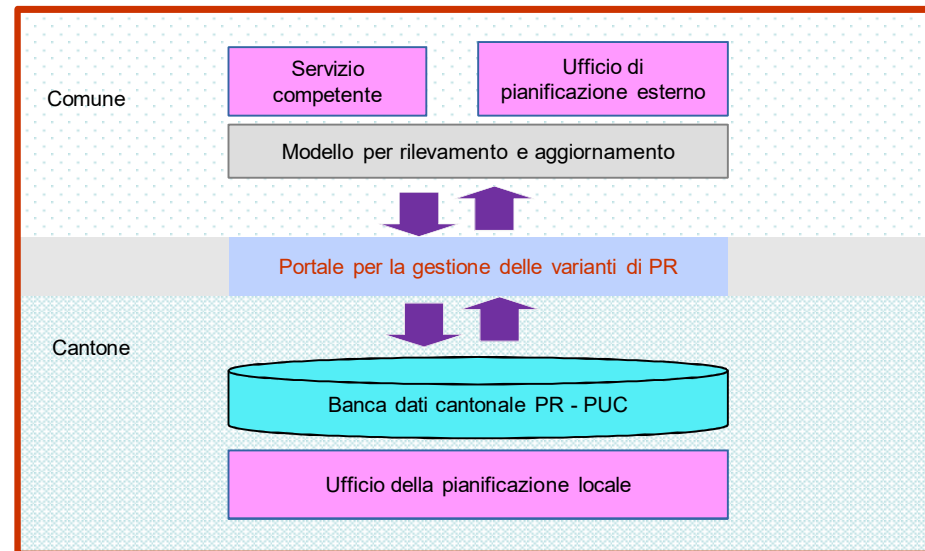 Comune
Servizio
competente
Ufficio di
pianificazione esterno
Modello per rilevamento e aggiornamento
Portale per la gestione delle varianti di PR
Cantone
Banca dati cantonale PR - PUC
Ufficio della pianificazione locale